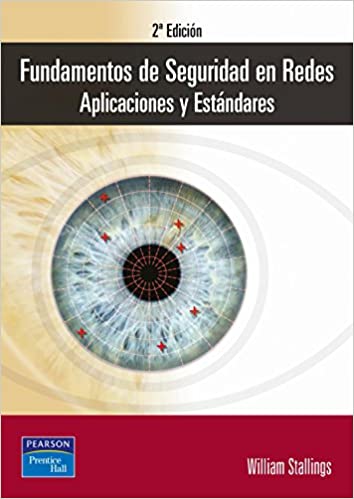 2ª Edición
Fundamentos de Seguridad en Redes
Aplicaciones y Estándares
PEARSON
Prentice
Hall
William Stallings